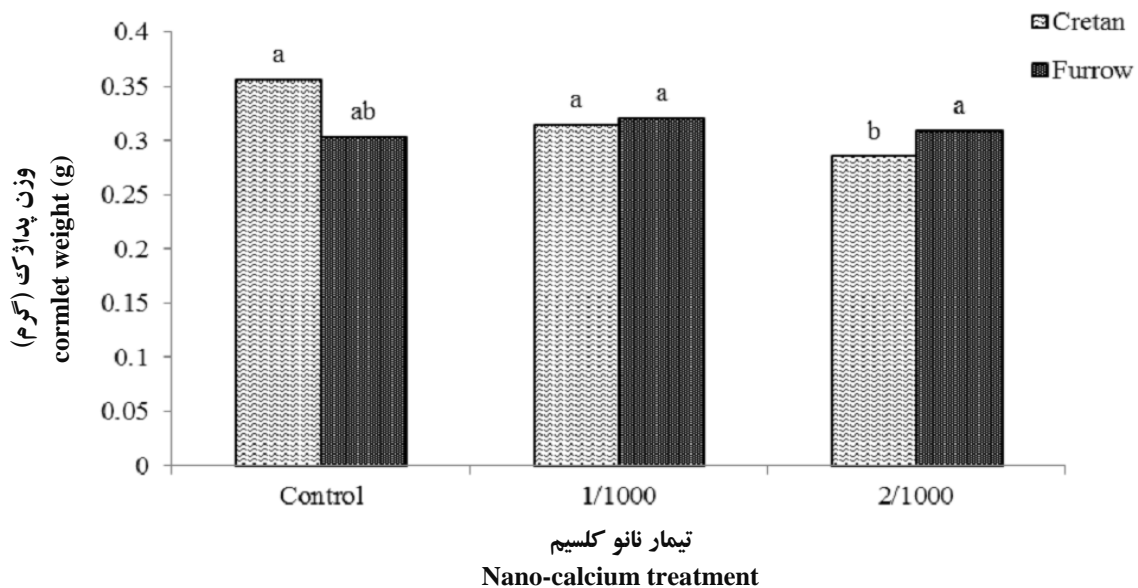 Cretan
Furrow
0.4
0.35
0.3
0.25
0.2
0.15
0.1
0.05
0
a
ab
a
a
b
a
وزن پداژک (گرم)
cormlet weight (g)
Control
1/1000
2/1000
تیمار نانو کلسیم
Nano-calcium treatment